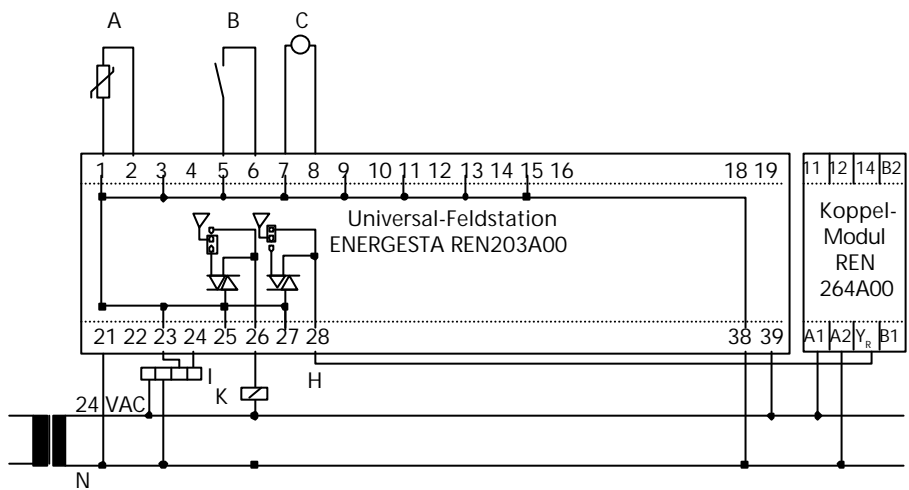 A B C
1 2 3 4 5 6 7 8 9 10 11 12 13 14 15 16 18 19
11 12 14 B2
Universal-Feldstation
ENERGESTA REN203A00
Koppel-
Modul
REN
264A00
21 22 23 24 25 26 27 28 38 39
A1 A2 YR B1
I
K
H
24 VAC
N